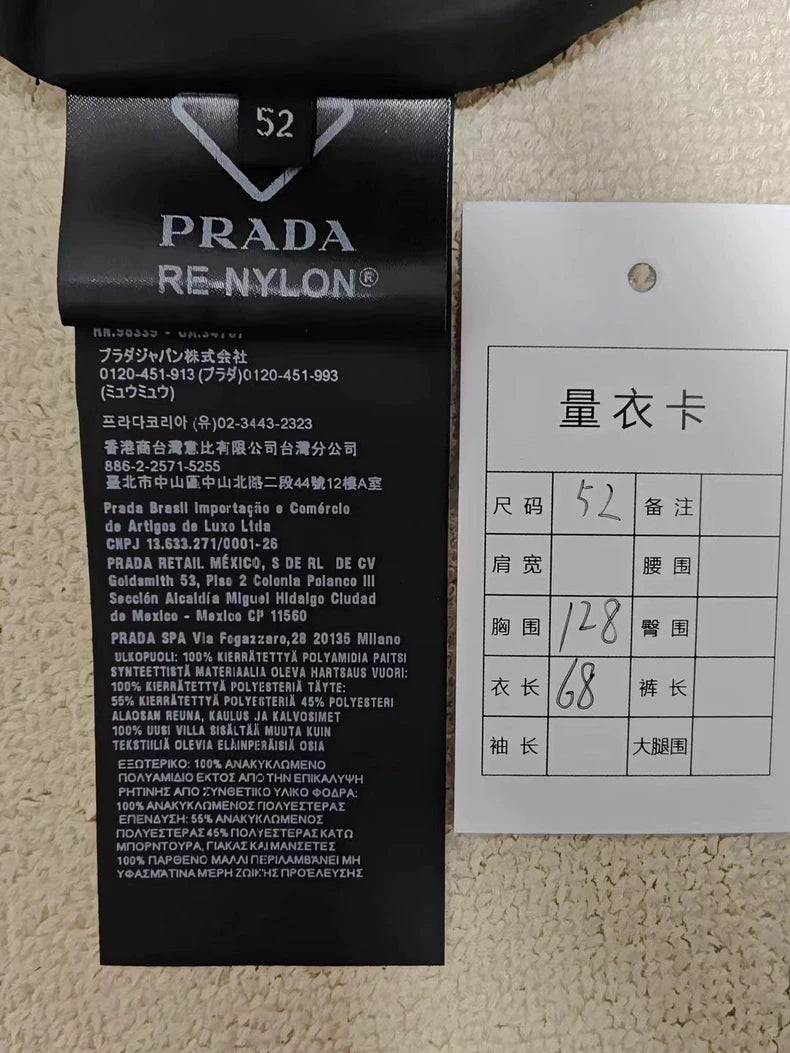 52
PRADA
RE-NYLON®
プラダジャパン株式会社
0120-451-913 (プラダ)0120-451-993
(ミュウミュウ)
프라다코리아 (유)02-3443-2323
香港商台灣意比有限公司台灣分公司
886-2-2571-5255
臺北市中山區中山北路二段44號12樓A室
Prada Brasil Importação e Comércio
de Artigos de Luxo Ltda
CNPJ 13.633.271/0001-26
PRADA RETAIL MÉXICO, S DE RL DE CV
Goldsmith 53, Piso 2 Colonia Polanco III
Sección Alcaldía Miguel Hidalgo Ciudad
de Mexico - Mexico CP 11560
PRADA SPA Via Fogazzaro,28 20135 Milano
ULKOPUOLI: 100% KIERRÄTETTYÄ POLYAMIDIA PAITSI
SYNTEETTISTÄ MATERIAALIA OLEVA HARTSAUS VUORI:
100% KIERRÄTETTYÄ POLYESTERIÄ TÄYTE:
55% KIERRÄTETTYÄ POLYESTERIÄ 45% POLYESTERI
ALAOSAN REUNA, KAULUS JA KALVOSIMET
100% UUSI VILLA SISÄLTÄÄ MUUTA KUIN
TEKSTIILIÄ OLEVIA ELÄINPERÄISIÄ OSIA
ΕΞΩΤΕΡΙΚΟ: 100% ΑΝΑΚΥΚΛΩΜΕΝΟ
ΠΟΛΥΑΜΙΔΙΟ ΕΚΤΟΣ ΑΠΟ ΤΗΝ ΕΠΙΚΑΛΥΨΗ
ΡΗΤΙΝΗΣ ΑΠΟ ΣΥΝΘΕΤΙΚΟ ΥΛΙΚΟ ΦΟΔΡΑ:
100% ΑΝΑΚΥΚΛΩΜΕΝΟΣ ΠΟΛΥΕΣΤΕΡΑΣ
ΕΠΕΝΔΥΣΗ: 55% ΑΝΑΚΥΚΛΩΜΕΝΟΣ
ΠΟΛΥΕΣΤΕΡΑΣ 45% ΠΟΛΥΕΣΤΕΡΑΣ ΚΑΤΩ
ΜΠΟΡΝΤΟΥΡΑ, ΓΙΑΚΑΣ ΚΑΙ ΜΑΝΣΕΤΕΣ
100% ΠΑΡΘΕΝΟ ΜΑΛΛΙ ΠΕΡΙΛΑΜΒΑΝΕΙ ΜΗ
ΥΦΑΣΜΑΤΙΝΑ ΜΕΡΗ ΖΩΙΚΗΣ ΠΡΟΕΛΕΥΣΗΣ
量衣卡
尺码 52 备注
肩宽 腰围
胸围 128 臀围
衣长 68 裤长
袖长 大腿围